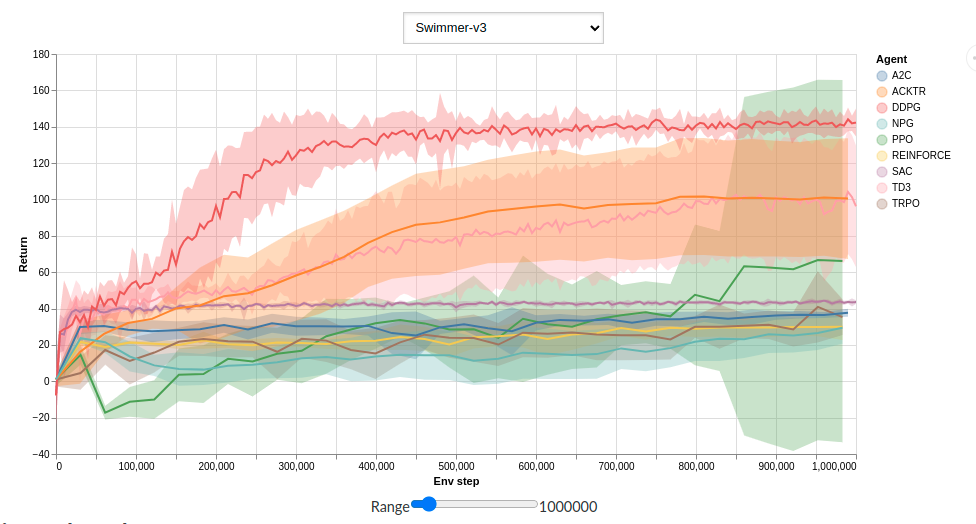 Swimmer-v3
180
160
140
120
100
80
60
40
20
0
−20
−40
Return
0
100,000
200,000
300,000
400,000
500,000
600,000
700,000
800,000
900,000
1,000,000
Env step
Agent
A2C
ACKTR
DDPG
NPG
PPO
REINFORCE
SAC
TD3
TRPO
Range
1000000